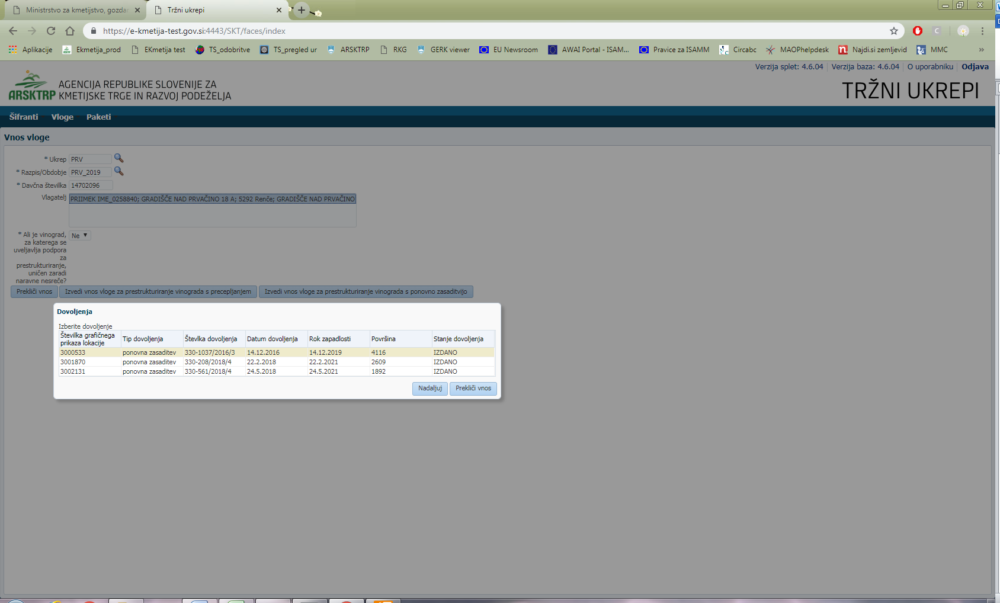 Ministrstvo za kmetijstvo, gozda
Tržni ukrepi
https://e-kmetija-test.gov.si:4443/SKT/faces/index
Aplikacije Ekmetija_prod EKmetija test TS_odobritve TS_pregled ur ARSKTRP RKG GERK viewer EU Newsroom AWAI Portal - ISAM... Pravice za ISAMM Circabc MAOPhelpdesk Najdi.si zemljevid MMC »
Verzija splet: 4.6.04 Verzija baza: 4.6.04 O uporabniku Odjava
ARSKTRP
AGENCIJA REPUBLIKE SLOVENIJE ZA
KMETIJSKE TRGE IN RAZVOJ PODEŽELJA
TRŽNI UKREPI
Šifranti Vloge Paketi
Vnos vloge
* Ukrep PRV
* Razpis/Obdobje PRV_2019
* Davčna številka 14702096
Vlagatelj PRIIMEK IME_0258840; GRADIŠČE NAD PRVAČINO 18 A; 5292 Renče; GRADIŠČE NAD PRVAČINO
* Ali je vinograd, Ne
za katerega se
uveljavlja podpora
za
prestrukturiranje,
uničen zaradi
naravne nesreče?
Prekliči vnos Izvedi vnos vloge za prestrukturiranje vinograda s precepljanjem Izvedi vnos vloge za prestrukturiranje vinograda s ponovno zasaditvijo
Dovoljenja
Izberite dovoljenje
Številka grafičnega
prikaza lokacije Tip dovoljenja Števlka dovoljenja Datum dovoljenja Rok zapadlosti Površina Stanje dovoljenja
3000533 ponovna zasaditev 330-1037/2016/3 14.12.2016 14.12.2019 4116 IZDANO
3001870 ponovna zasaditev 330-208/2018/4 22.2.2018 22.2.2021 2609 IZDANO
3002131 ponovna zasaditev 330-561/2018/4 24.5.2018 24.5.2021 1892 IZDANO
Nadaljuj Prekliči vnos